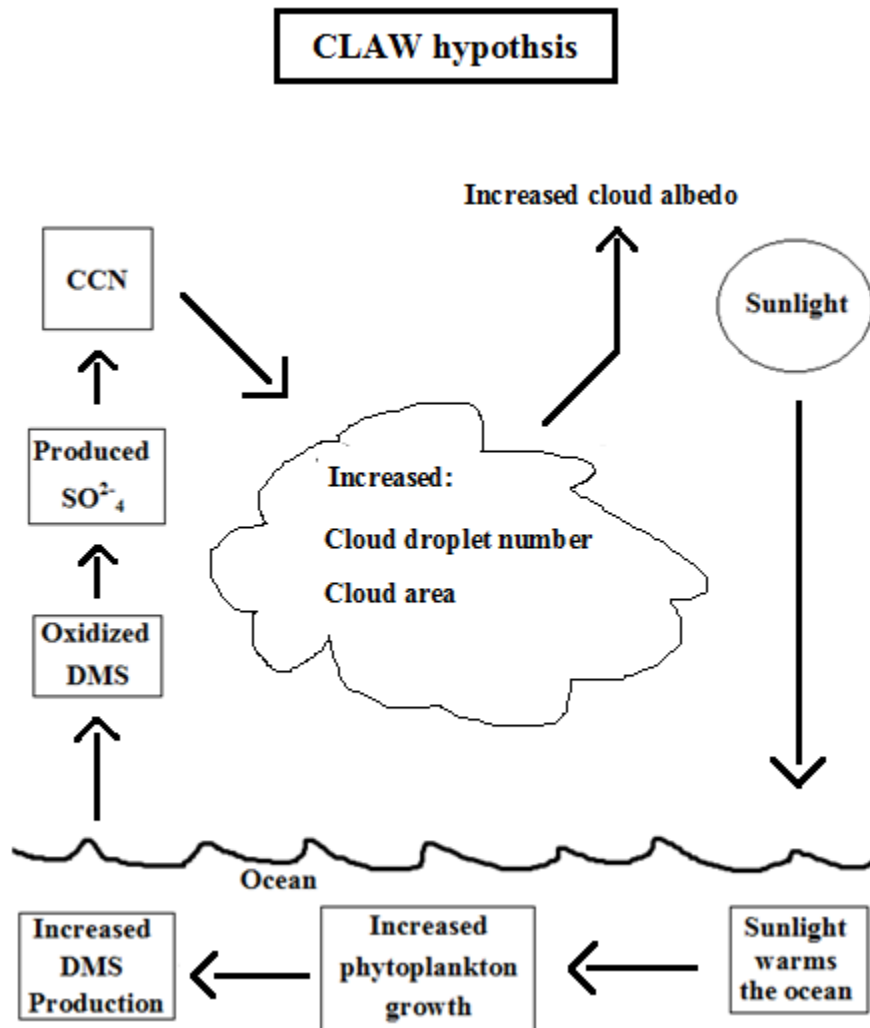 CLAW hypothsis
Increased cloud albedo
CCN
Sunlight
Produced
SO²⁻₄
Increased:
Cloud droplet number
Cloud area
Oxidized
DMS
Ocean
Increased
DMS
Production
Increased
phytoplankton
growth
Sunlight
warms
the ocean